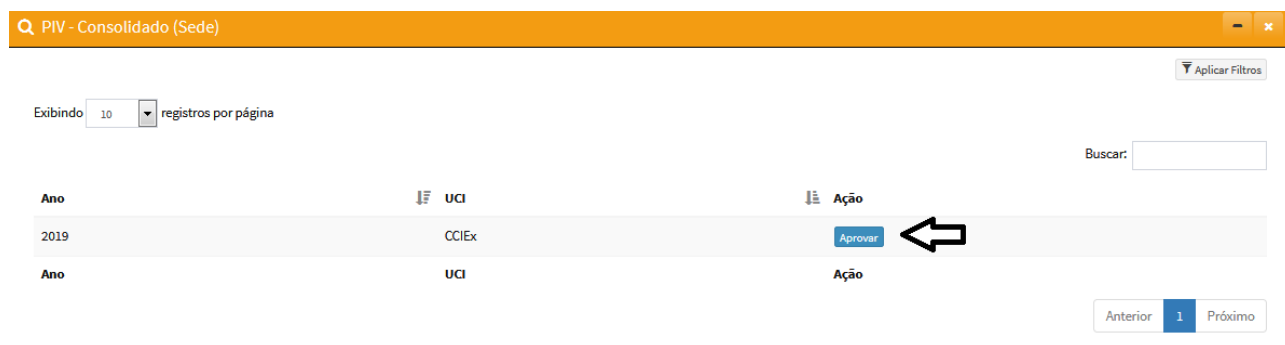 PIV - Consolidado (Sede)
Aplicar Filtros
Exibindo 10 registros por página
Buscar:
Ano UCI Ação
2019 CCIEx Aprovar
Ano UCI Ação
Anterior 1 Próximo